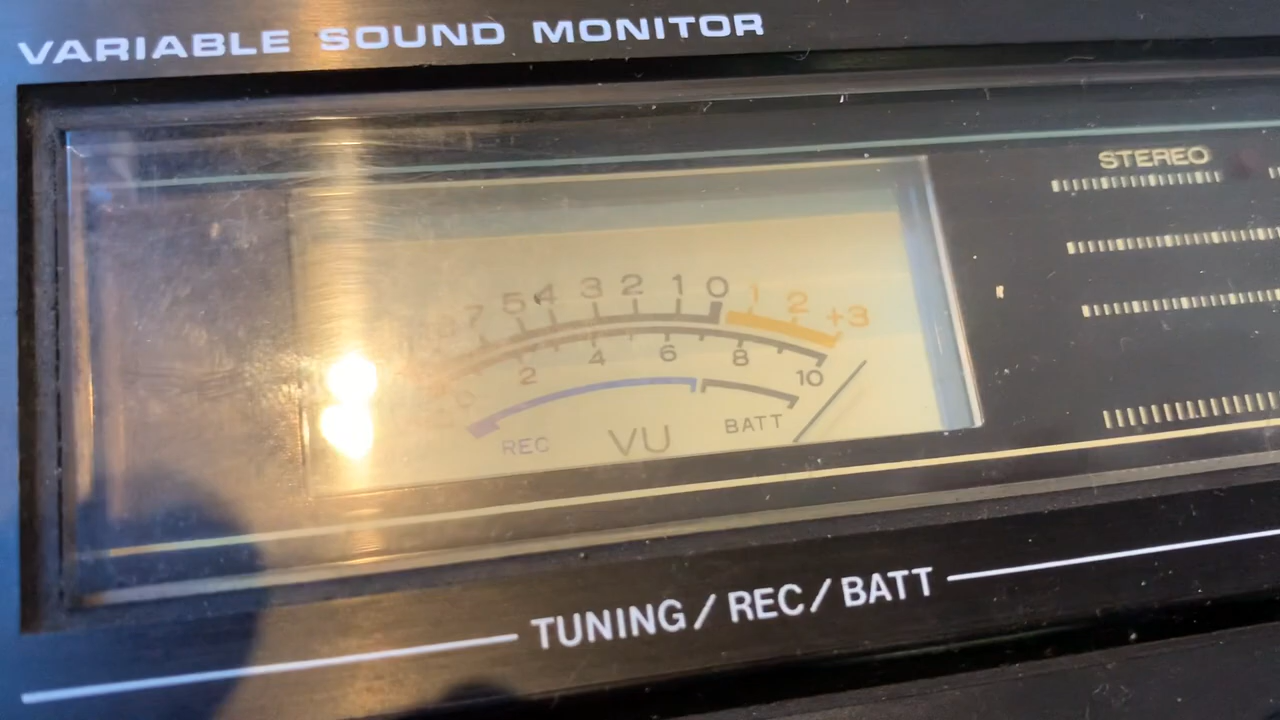 VARIABLE SOUND MONITOR
STEREO
7 5 4 3 2 1 0 1 2 +3
2 4 6 8 10
REC VU BATT
TUNING/REC/BATT